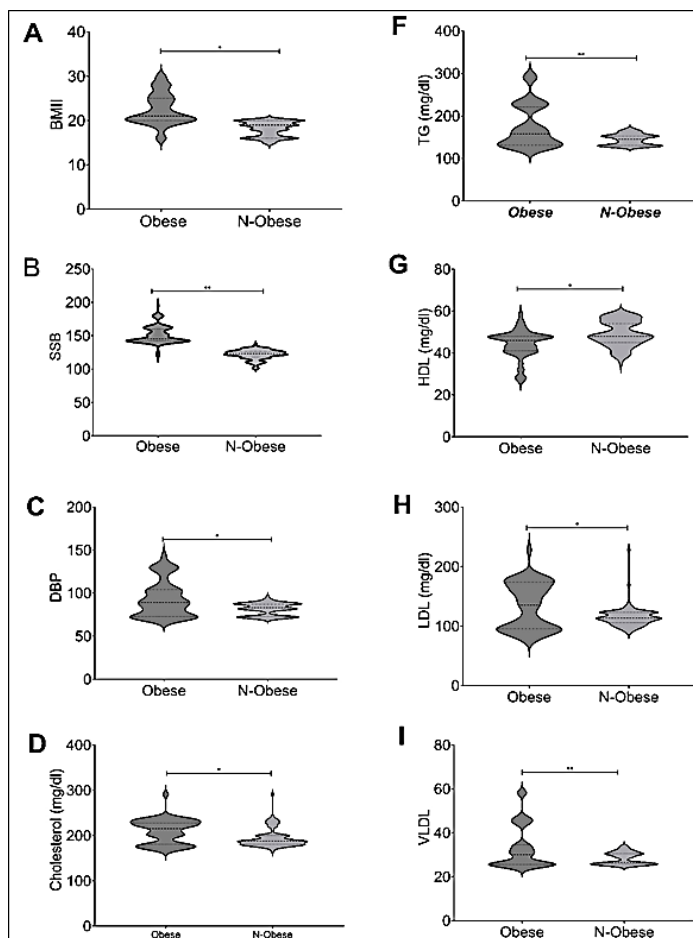 A
BMII
40
30
20
10
0
*
Obese
N-Obese
B
SSB
250
200
150
100
50
0
**
Obese
N-Obese
C
DBP
200
150
100
50
0
*
Obese
N-Obese
D
Cholesterol (mg/dl)
400
300
200
100
0
*
Obese
N-Obese
F
TG (mg/dl)
400
300
200
100
0
**
Obese
N-Obese
G
HDL (mg/dl)
80
60
40
20
0
*
Obese
N-Obese
H
LDL (mg/dl)
300
200
100
0
*
Obese
N-Obese
I
VLDL
80
60
40
20
0
**
Obese
N-Obese